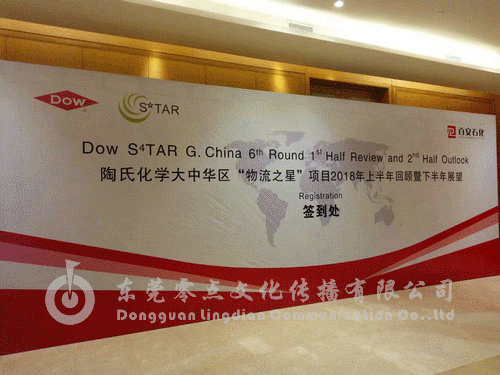 Dow
S⁴TAR
百安石化
Dow S⁴TAR G. China 6th Round 1st Half Review and 2nd Half Outlook
陶氏化学大中华区“物流之星”项目2018年上半年回顾暨下半年展望
Registration
签到处
东莞零点文化传播有限公司
Dongguan Lingdian Communication Co.,Ltd